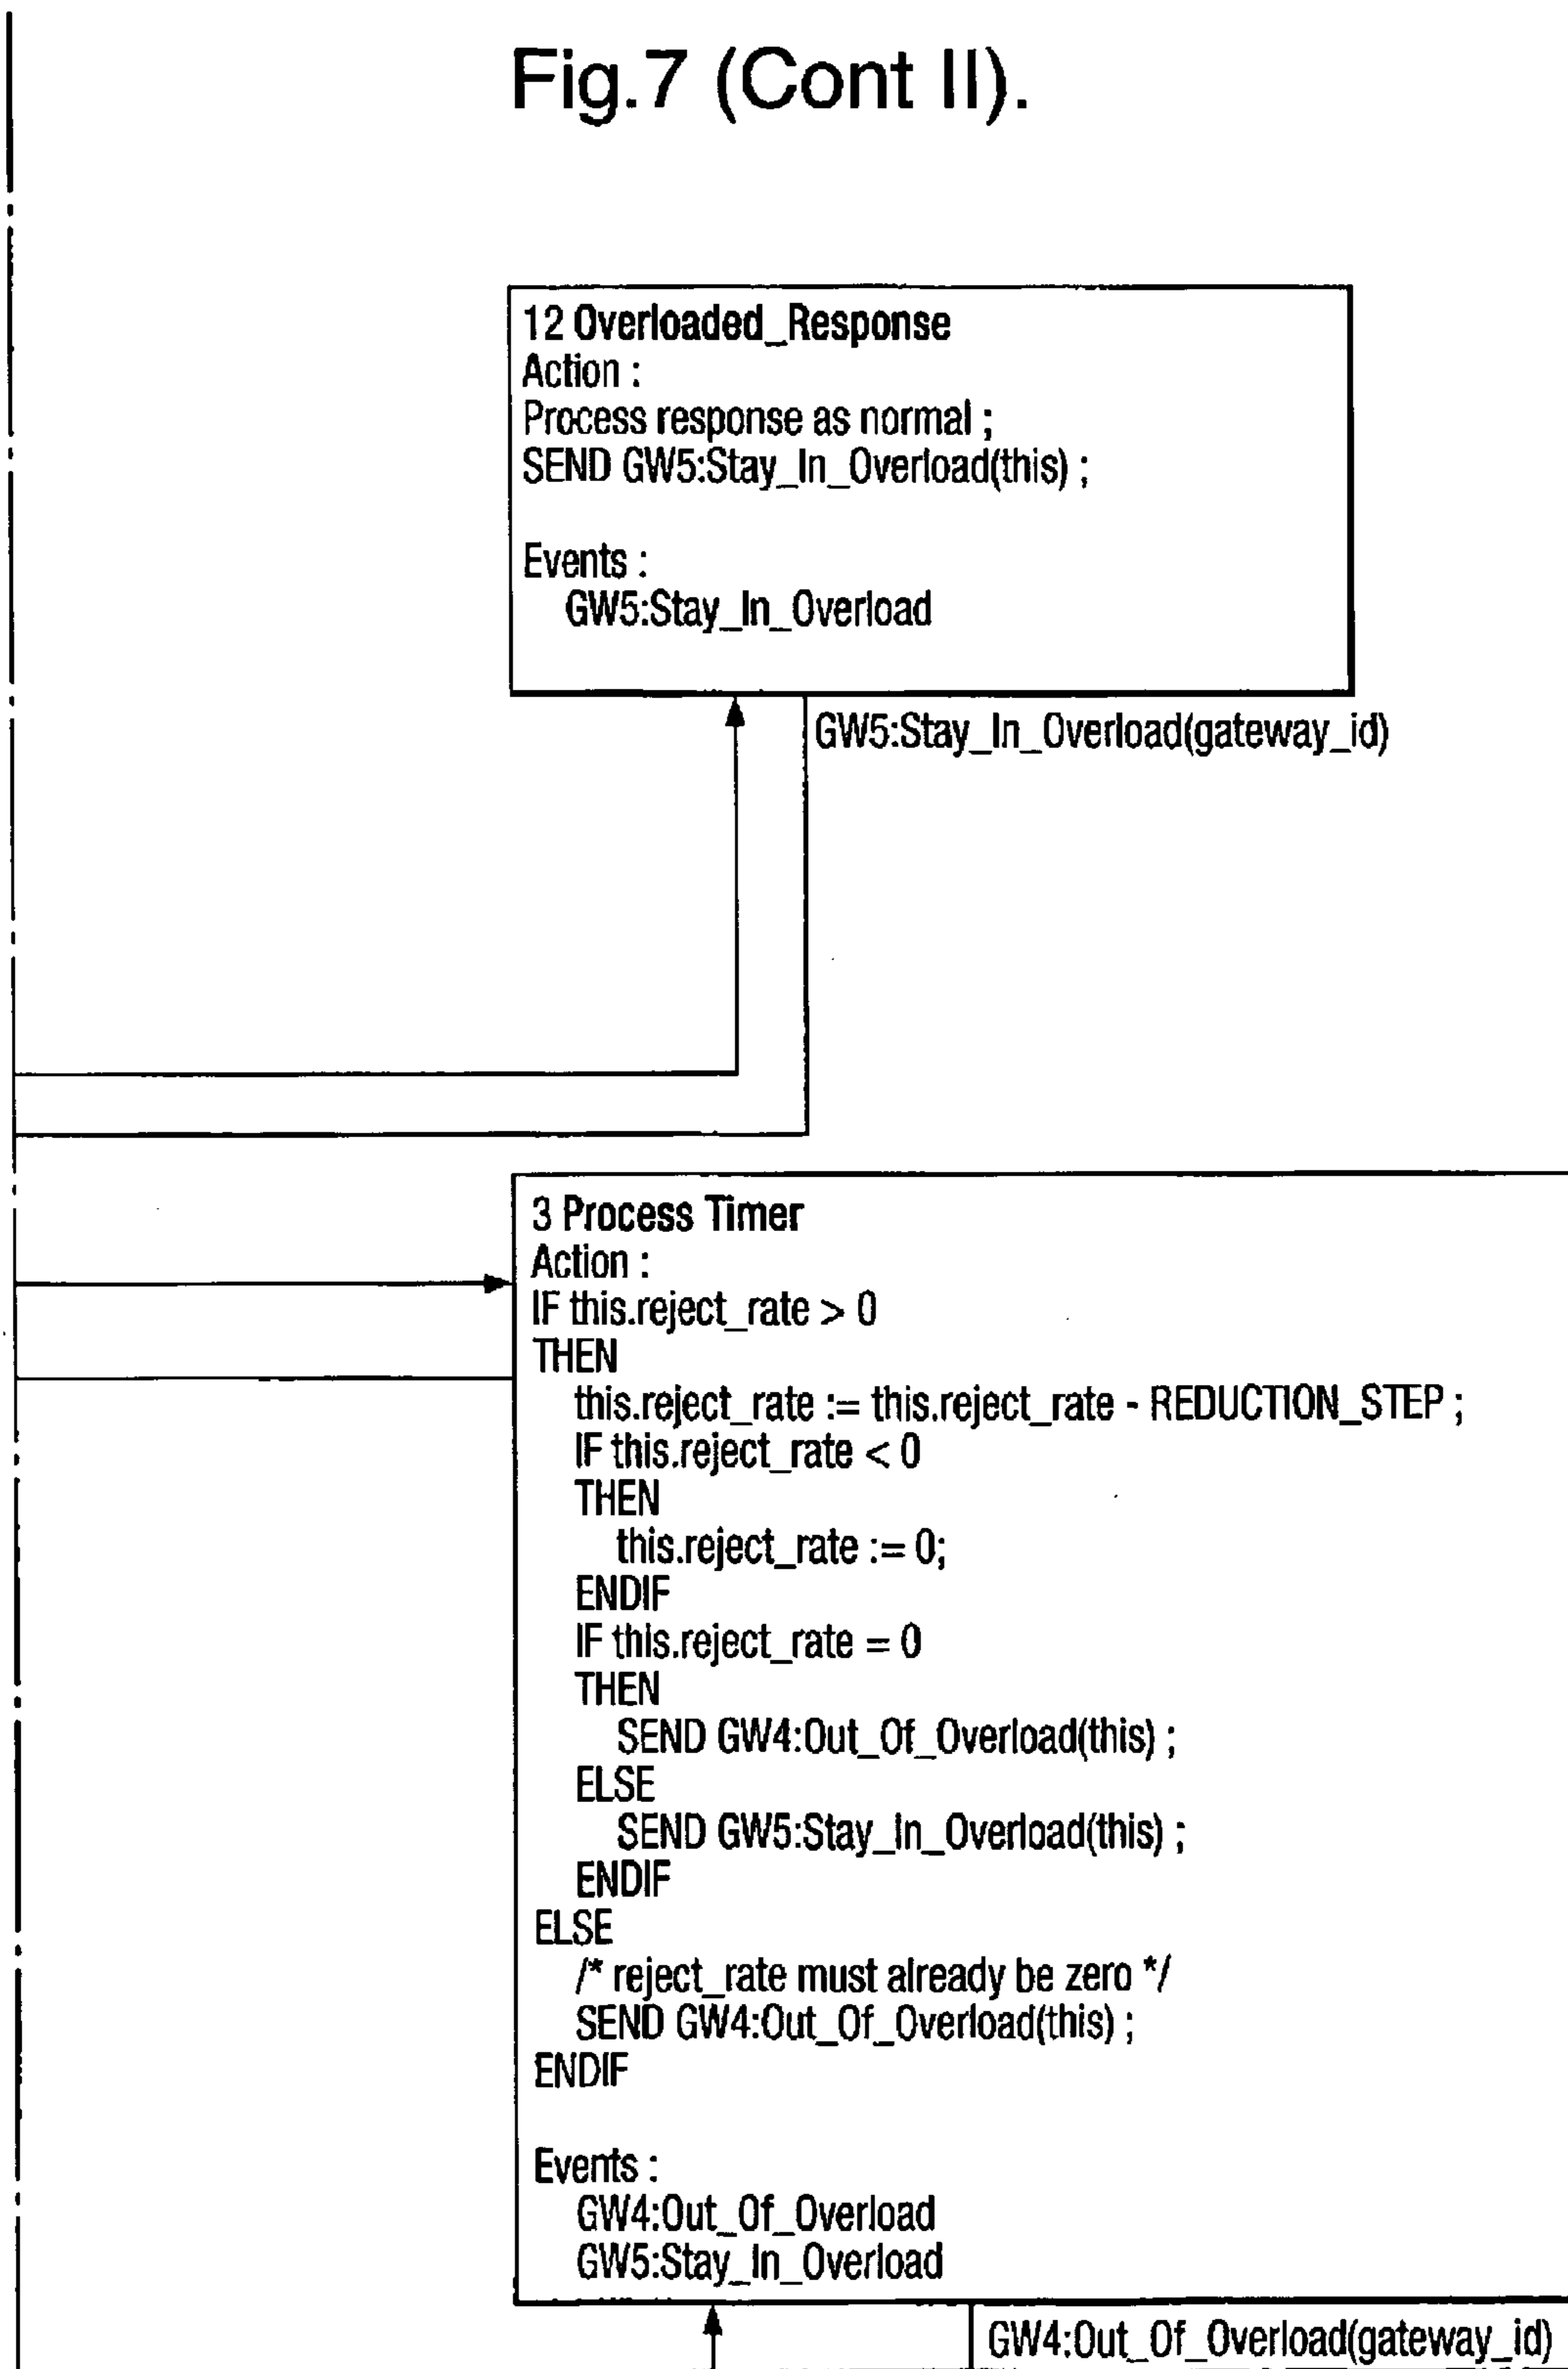 Fig.7 (Cont II).
12 Overloaded_Response
Action :
Process response as normal ;
SEND GW5:Stay_In_Overload(this) ;
Events :
GW5:Stay_In_Overload
GW5:Stay_In_Overload(gateway_id)
3 Process Timer
Action :
IF this.reject_rate > 0
THEN
this.reject_rate := this.reject_rate - REDUCTION_STEP ;
IF this.reject_rate < 0
THEN
this.reject_rate := 0;
ENDIF
IF this.reject_rate = 0
THEN
SEND GW4:Out_Of_Overload(this) ;
ELSE
SEND GW5:Stay_In_Overload(this) ;
ENDIF
ELSE
/* reject_rate must already be zero */
SEND GW4:Out_Of_Overload(this) ;
ENDIF
Events :
GW4:Out_Of_Overload
GW5:Stay_In_Overload
GW4:Out_Of_Overload(gateway_id)